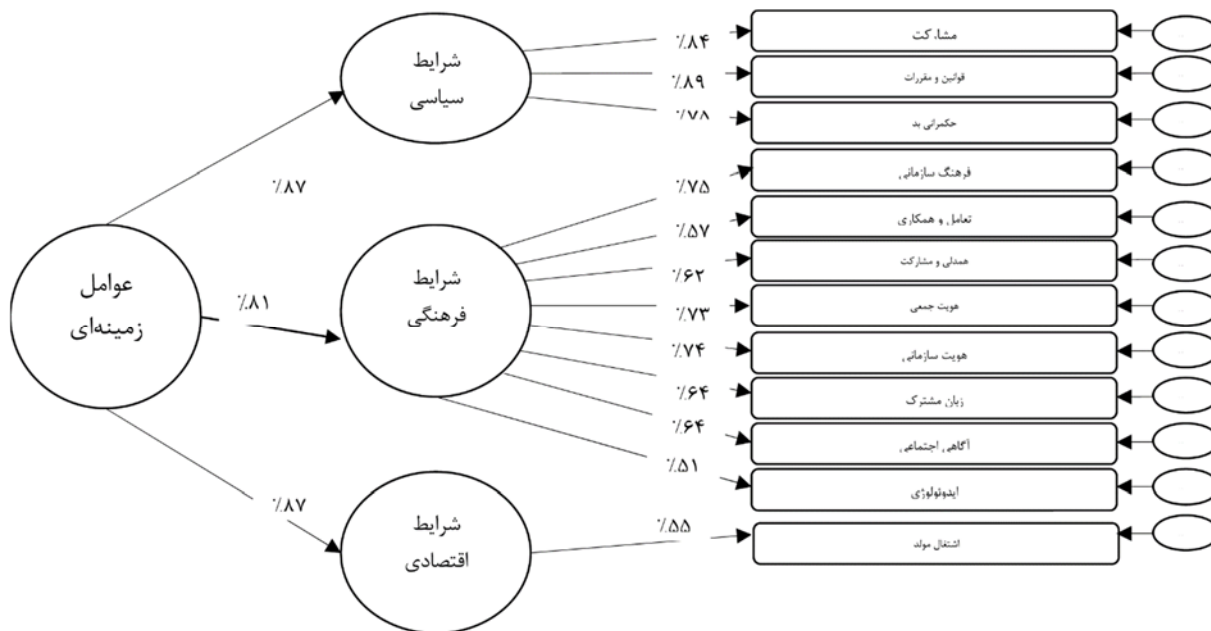 ٪۸۴
مشارکت
شرایط
سیاسی
٪۸۹
قوانین و مقررات
٪۷۸
حکمرانی بد
٪۸۷
٪۷۵
فرهنگ سازمانی
٪۵۷
تعامل و همکاری
٪۶۲
همدلی و مشارکت
عوامل
زمینه‌ای
٪۸۱
شرایط
فرهنگی
٪۷۳
هویت جمعی
٪۷۴
هویت سازمانی
٪۶۴
زبان مشترک
٪۶۴
آگاهی اجتماعی
٪۵۱
ایدوئولوژی
٪۸۷
شرایط
اقتصادی
٪۵۵
اشتغال مولد